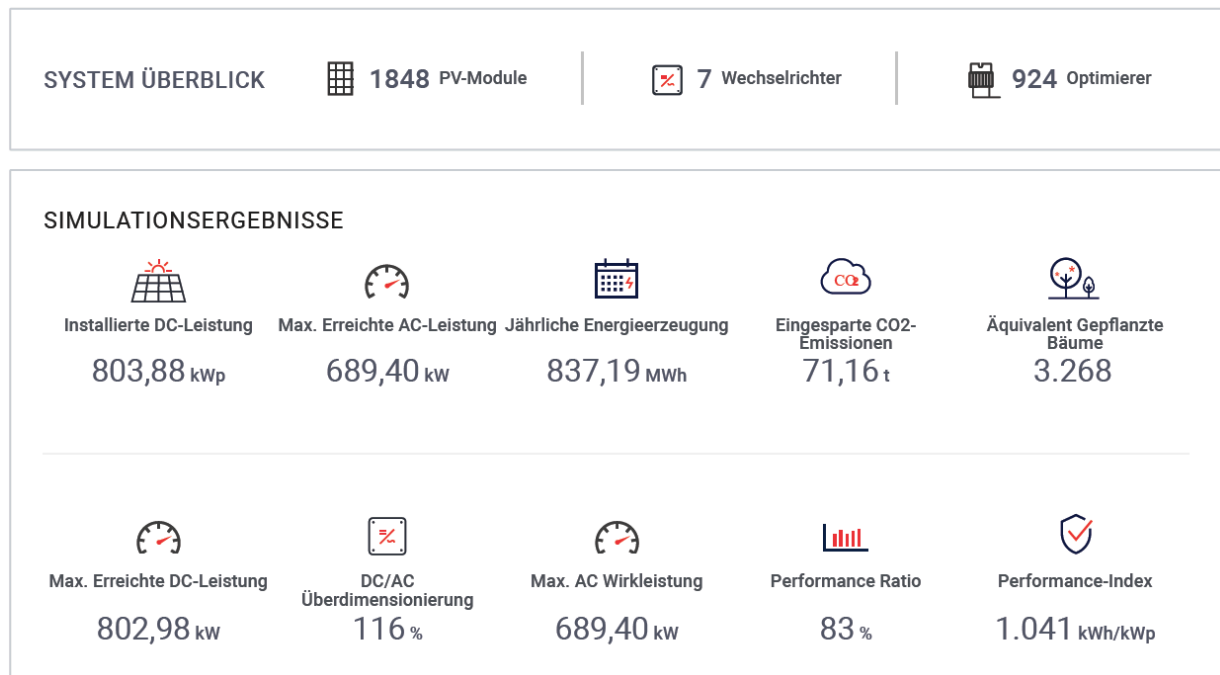 SYSTEM ÜBERBLICK
1848 PV-Module
7 Wechselrichter
924 Optimierer
SIMULATIONSERGEBNISSE
Installierte DC-Leistung
803,88 kWp
Max. Erreichte AC-Leistung
689,40 kW
Jährliche Energieerzeugung
837,19 MWh
CO2
Eingesparte CO2-
Emissionen
71,16 t
Äquivalent Gepflanzte
Bäume
3.268
Max. Erreichte DC-Leistung
802,98 kW
DC/AC
Überdimensionierung
116 %
Max. AC Wirkleistung
689,40 kW
Performance Ratio
83 %
Performance-Index
1.041 kWh/kWp